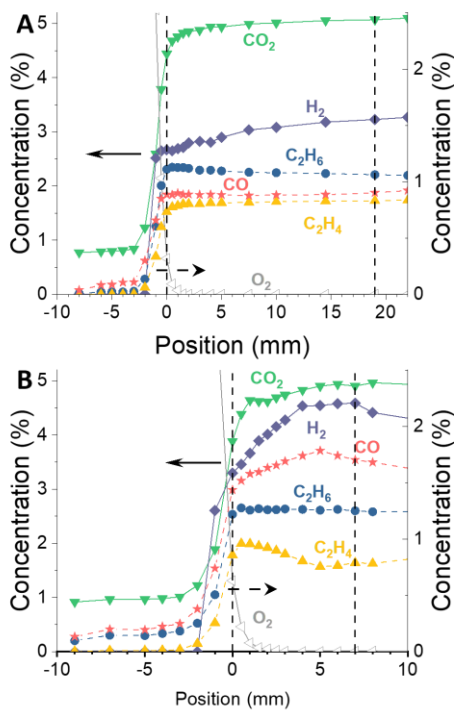 A
5
4
3
2
1
0
Concentration (%)
CO2
H2
C2H6
CO
C2H4
O2
2
1
0
Concentration (%)
-10 -5 0 5 10 15 20
Position (mm)
B
5
4
3
2
1
0
Concentration (%)
CO2
H2
CO
C2H6
C2H4
O2
2
1
0
Concentration (%)
-10 -5 0 5 10
Position (mm)